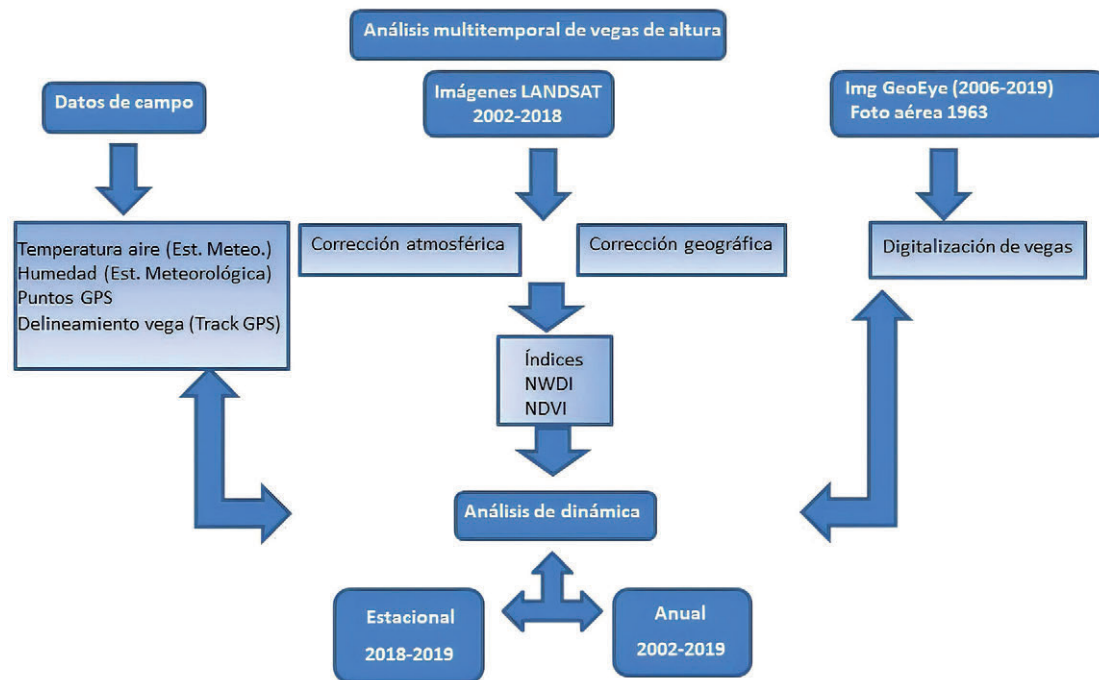 Análisis multitemporal de vegas de altura
Datos de campo
Imágenes LANDSAT
2002-2018
Img GeoEye (2006-2019)
Foto aérea 1963
Temperatura aire (Est. Meteo.)
Humedad (Est. Meteorológica)
Puntos GPS
Delineamiento vega (Track GPS)
Corrección atmosférica
Corrección geográfica
Digitalización de vegas
Índices
NWDI
NDVI
Análisis de dinámica
Estacional
2018-2019
Anual
2002-2019